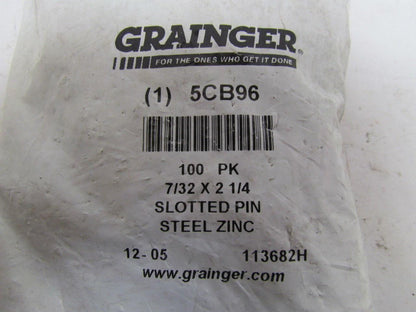 GRAINGER®
FOR THE ONES WHO GET IT DONE
(1) 5CB96
100 PK
7/32 X 2 1/4
SLOTTED PIN
STEEL ZINC
12-05 113682H
www.grainger.com